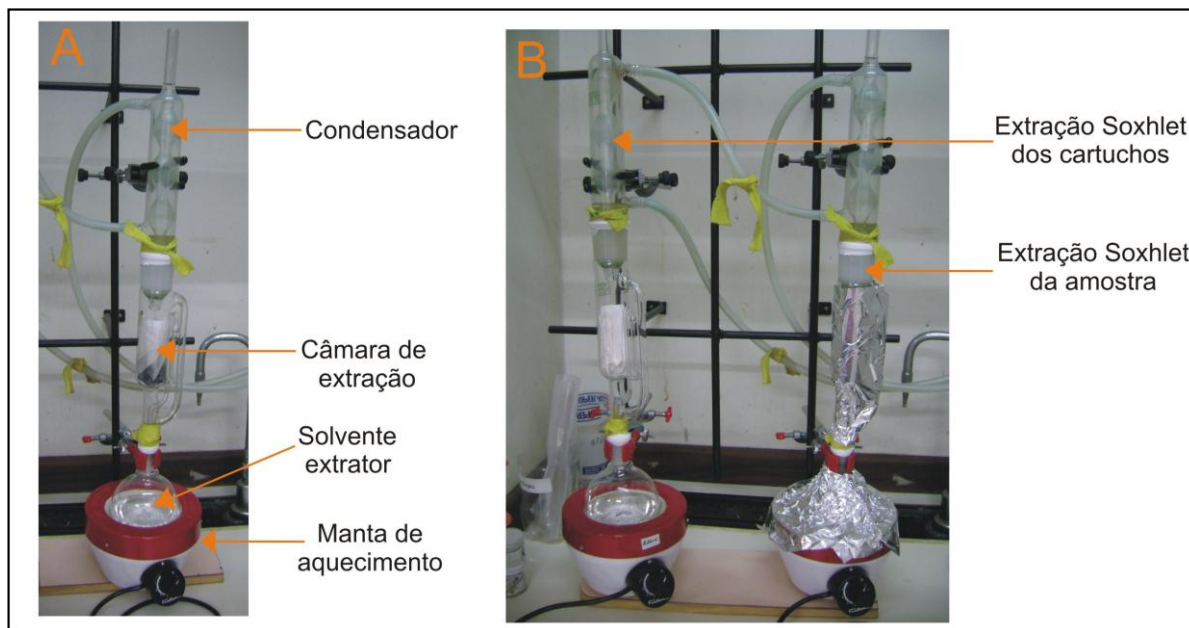 A
Condensador
Câmara de
extração
Solvente
extrator
Manta de
aquecimento
B
Extração Soxhlet
dos cartuchos
Extração Soxhlet
da amostra